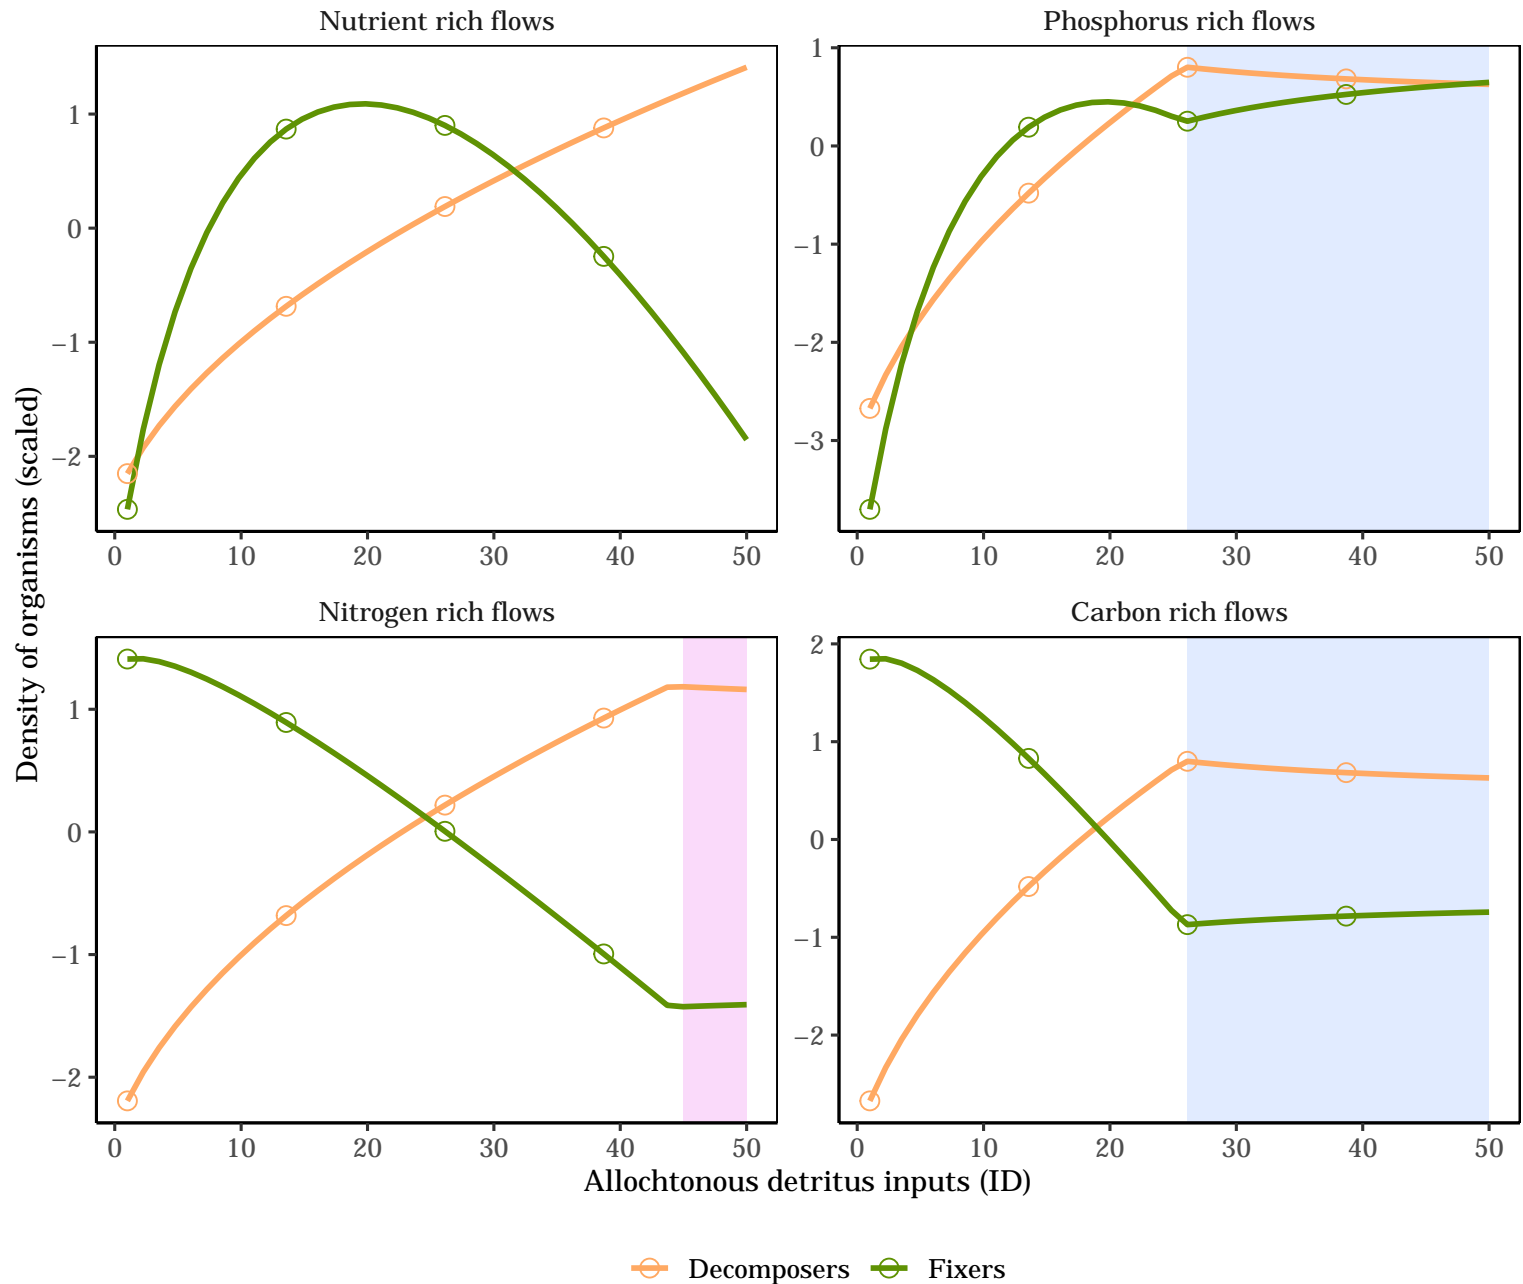 Nutrient rich flows
Phosphorus rich flows
1
0
−1
−2
0 10 20 30 40 50
1
0
−1
−2
−3
0 10 20 30 40 50
Density of organisms (scaled)
Nitrogen rich flows
Carbon rich flows
1
0
−1
−2
0 10 20 30 40 50
2
1
0
−1
−2
0 10 20 30 40 50
Allochtonous detritus inputs (ID)
Decomposers Fixers